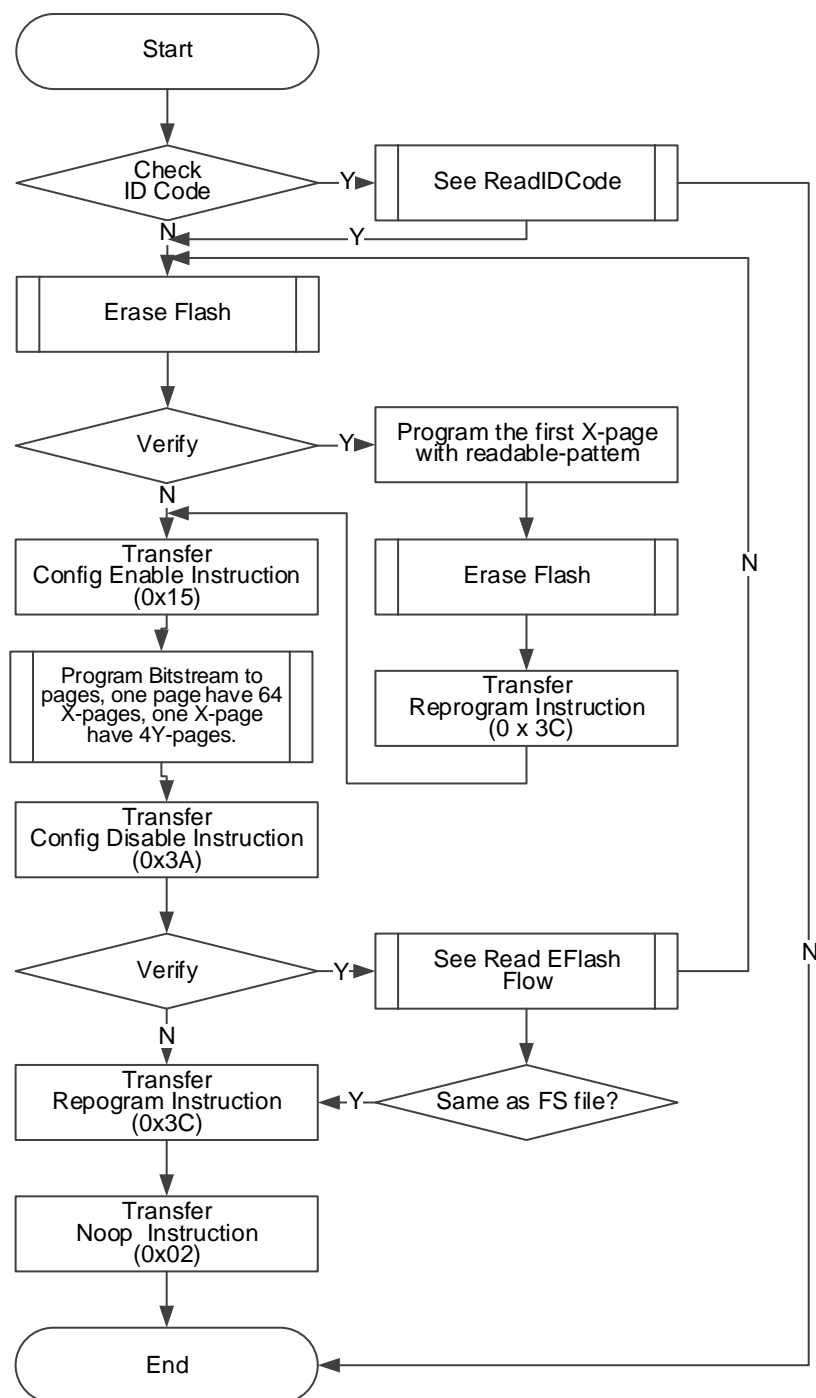 Start
Check
ID Code
Y
See ReadIDCode
N
Y
Erase Flash
Verify
Y
Program the first X-page
with readable-pattem
N
Transfer
Config Enable Instruction
(0x15)
Erase Flash
N
Program Bitstream to
pages, one page have 64
X-pages, one X-page
have 4Y-pages.
Transfer
Reprogram Instruction
(0 x 3C)
Transfer
Config Disable Instruction
(0x3A)
Verify
Y
See Read EFlash
Flow
N
N
Transfer
Repogram Instruction
(0x3C)
Y
Same as FS file?
Transfer
Noop Instruction
(0x02)
End